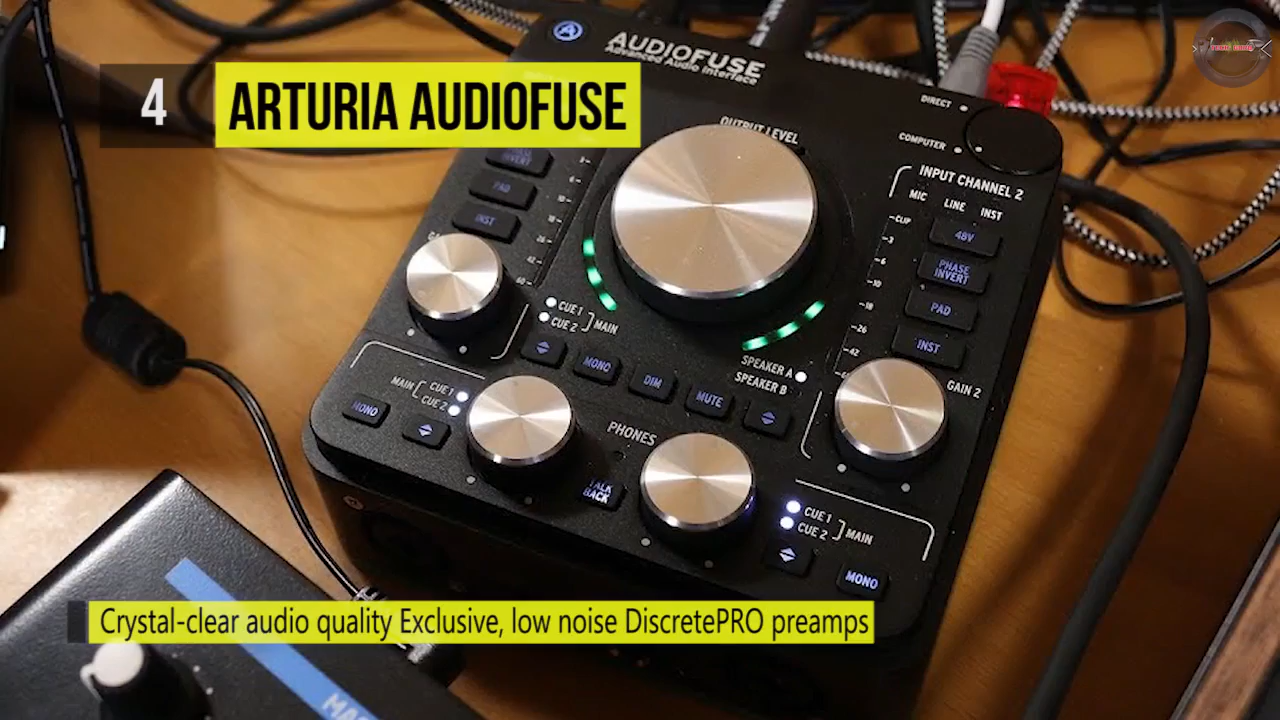 4
ARTURIA AUDIOFUSE
AUDIOFUSE
Advanced Audio Interface
DIRECT
COMPUTER
OUTPUT LEVEL
INPUT CHANNEL 2
MIC LINE INST
CLIP
48V
PHASE
INVERT
PAD
INST
GAIN 2
INVERT
PAD
INST
CUE 1
CUE 2
MAIN
MONO
DIM
MUTE
SPEAKER A
SPEAKER B
MAIN
CUE 1
CUE 2
MONO
PHONES
TALK
BACK
CUE 1
CUE 2
MAIN
MONO
Crystal-clear audio quality Exclusive, low noise DiscretePRO preamps